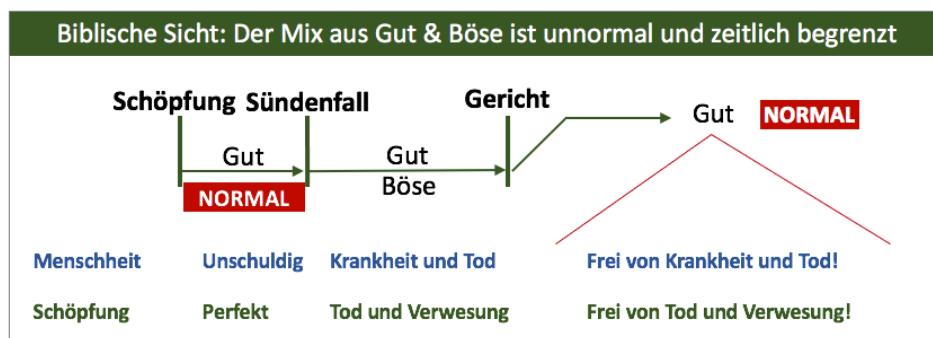 Biblische Sicht: Der Mix aus Gut & Böse ist unnormal und zeitlich begrenzt
Schöpfung Sündenfall Gericht
Gut NORMAL
Gut Gut
Böse
NORMAL
Menschheit Unschuldig Krankheit und Tod Frei von Krankheit und Tod!
Schöpfung Perfekt Tod und Verwesung Frei von Tod und Verwesung!